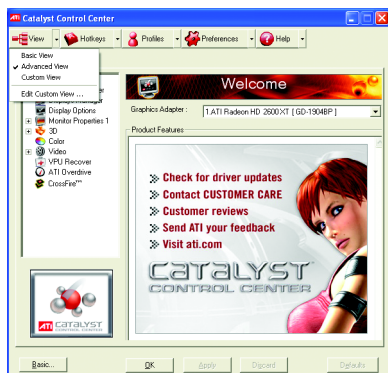 ATI Catalyst Control Center
View Hotkeys Profiles Preferences Help
Basic View
Advanced View
Custom View
Edit Custom View ...
Display Options
Monitor Properties 1
3D
Color
Video
VPU Recover
ATI Overdrive
CrossFire™
Welcome
Graphics Adapter :
1.ATI Radeon HD 2600 XT [ GD-1904BP ]
Product Features
Check for driver updates
Contact CUSTOMER CARE
Customer reviews
Send ATI your feedback
Visit ati.com
CATALYST
CONTROL CENTER
ATI CATALYST
CONTROL CENTER
Basic...
OK
Apply
Discard
Defaults